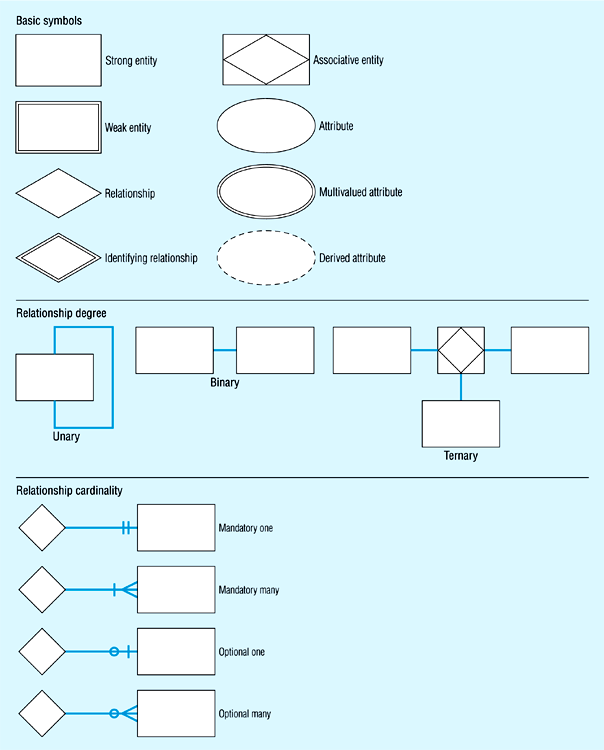 Basic symbols
Strong entity
Associative entity
Weak entity
Attribute
Relationship
Multivalued attribute
Identifying relationship
Derived attribute
Relationship degree
Unary
Binary
Ternary
Relationship cardinality
Mandatory one
Mandatory many
Optional one
Optional many